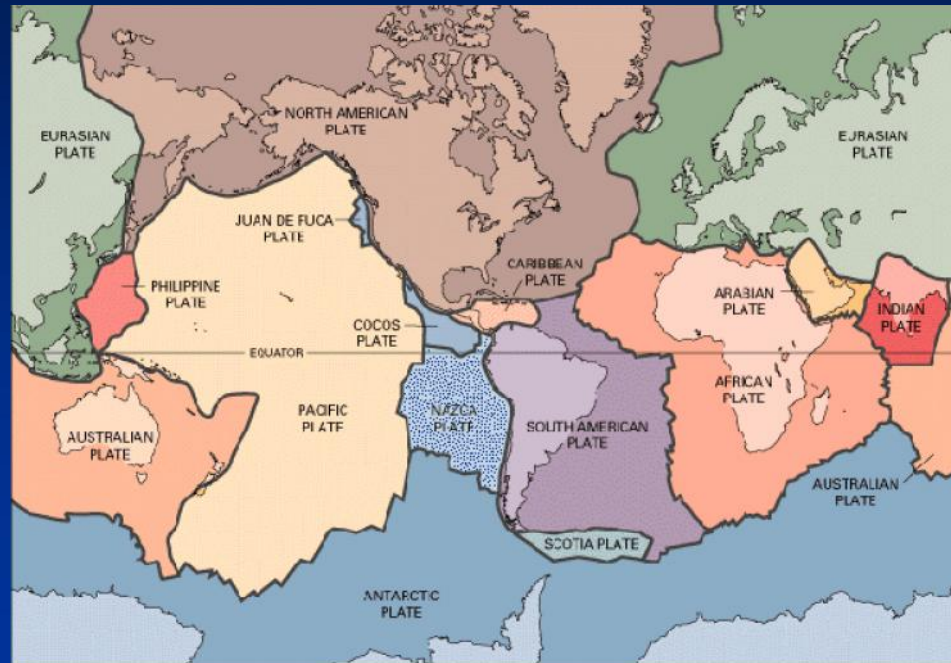 NORTH AMERICAN
PLATE
EURASIAN
PLATE
EURASIAN
PLATE
JUAN DE FUCA
PLATE
CARIBBEAN
PLATE
PHILIPPINE
PLATE
ARABIAN
PLATE
INDIAN
PLATE
COCOS
PLATE
EQUATOR
AFRICAN
PLATE
PACIFIC
PLATE
NAZCA
PLATE
SOUTH AMERICAN
PLATE
AUSTRALIAN
PLATE
AUSTRALIAN
PLATE
SCOTIA PLATE
ANTARCTIC
PLATE